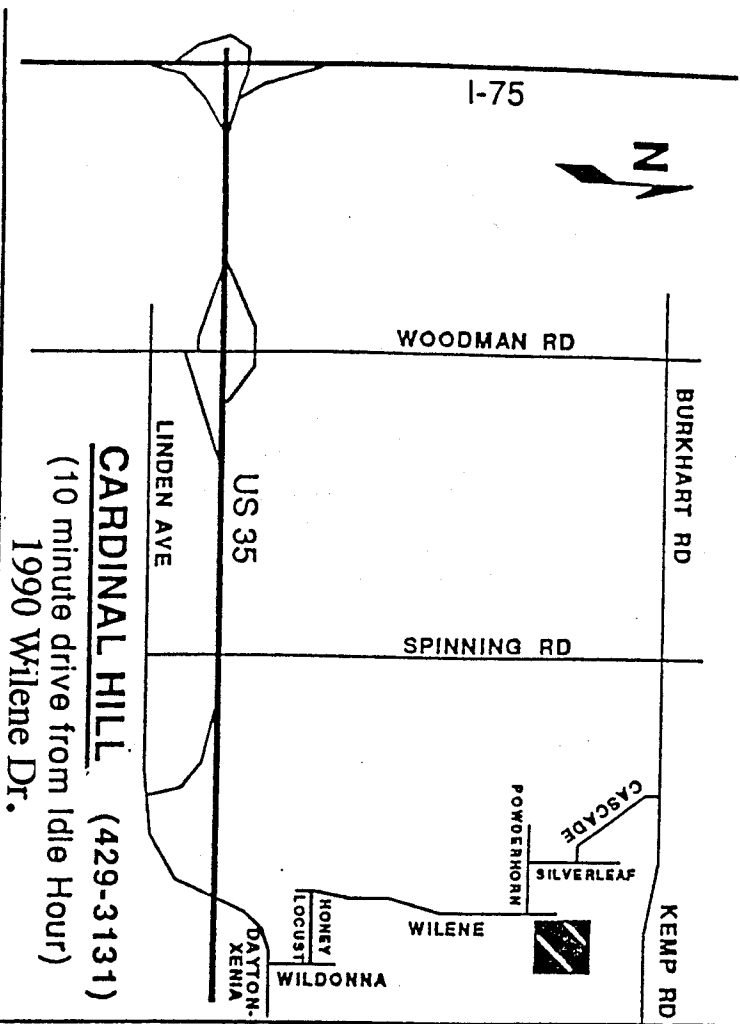 I-75
N
WOODMAN RD
BURKHART RD
LINDEN AVE
US 35
SPINNING RD
CASCADE
POWDERHORN
SILVERLEAF
KEMP RD
WILENE
HONEY
LOCUST
WILDONNA
DAYTON-
XENIA
CARDINAL HILL (429-3131)
(10 minute drive from Idle Hour)
1990 Wilene Dr.